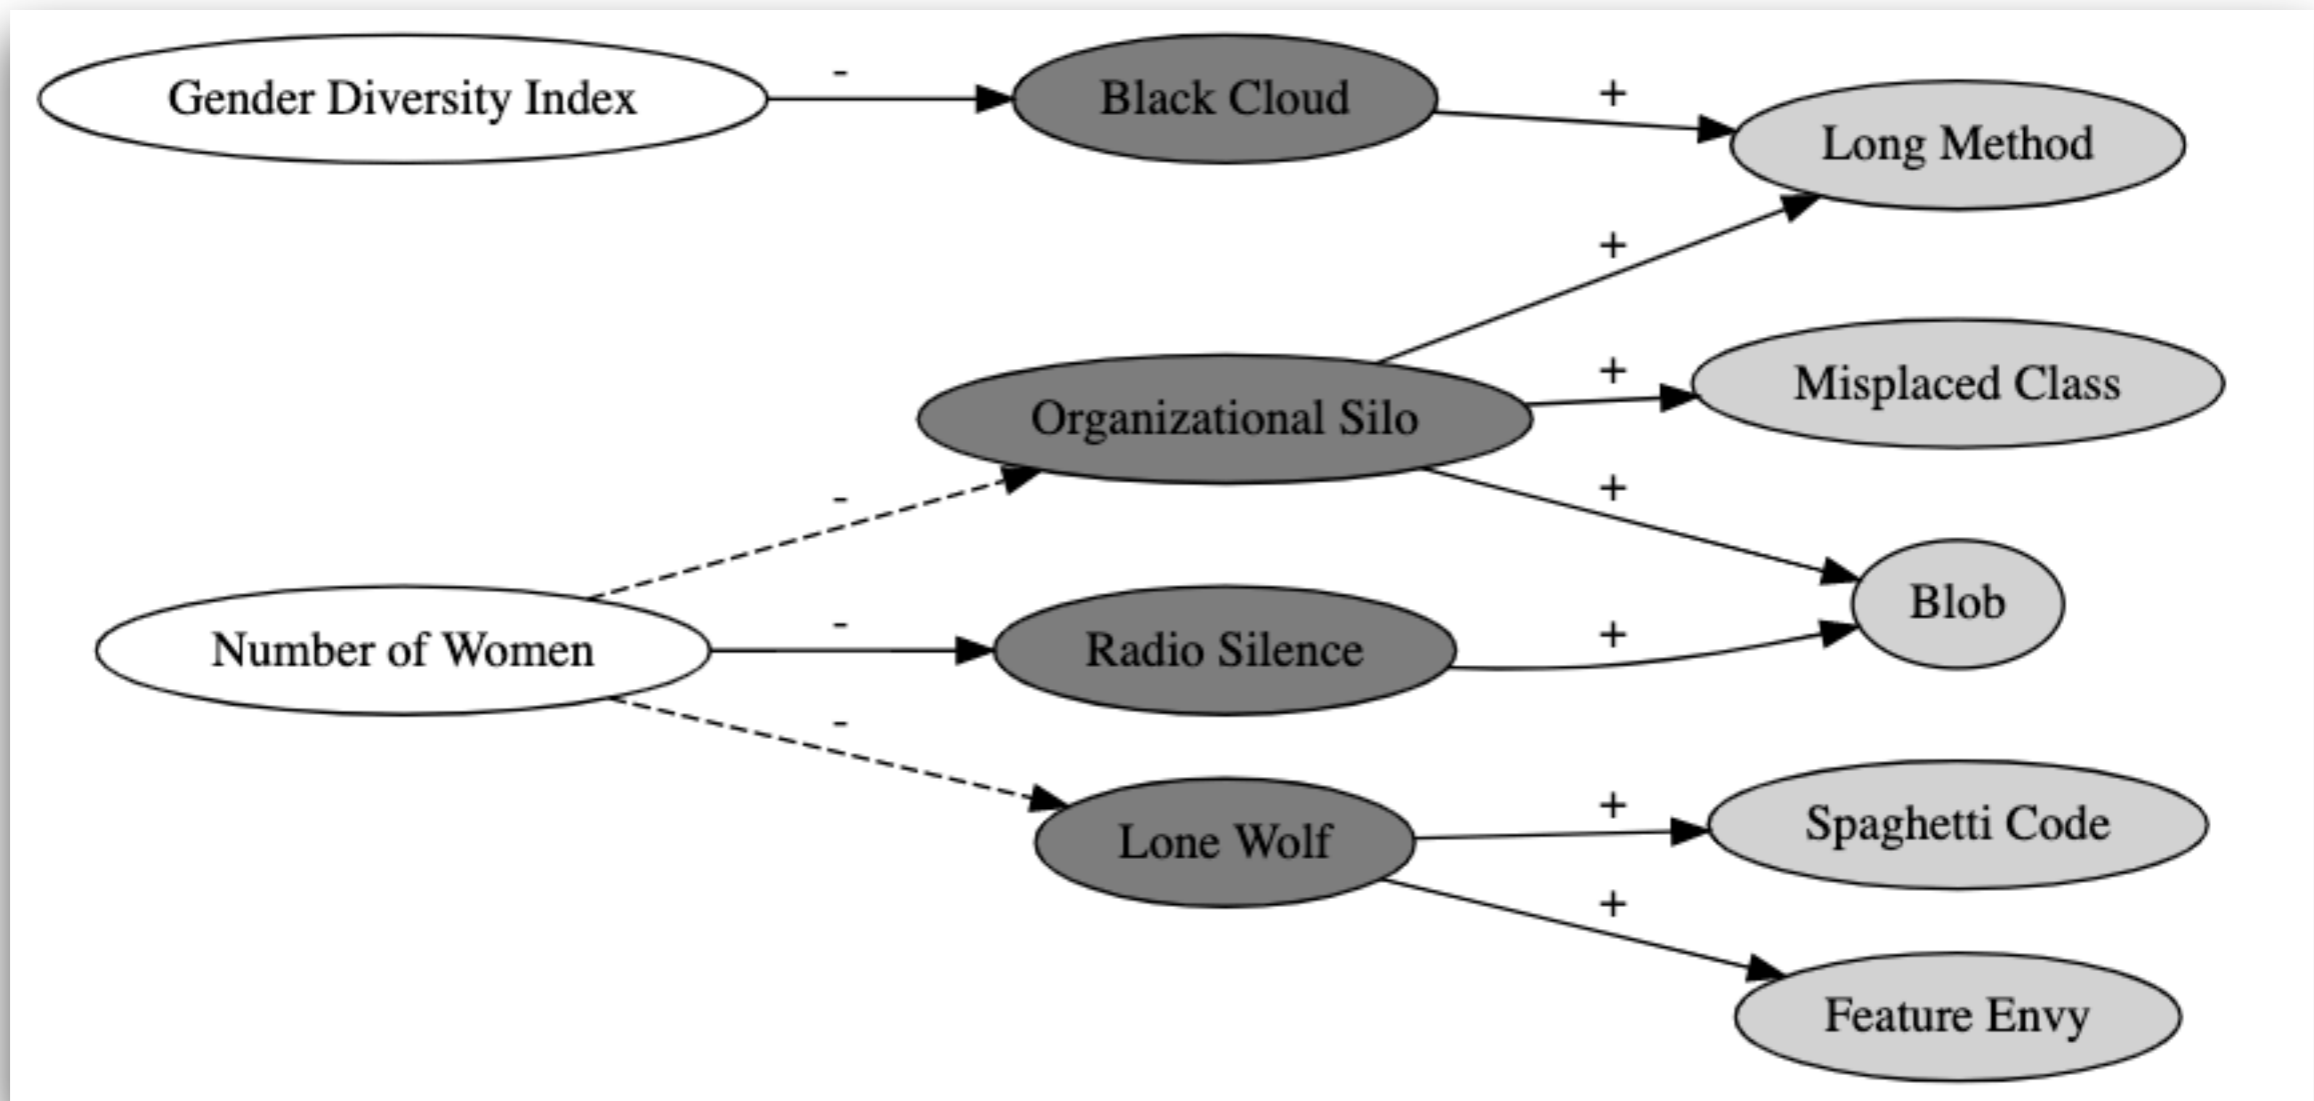 Gender Diversity Index
-
Black Cloud
+
Long Method
+
Organizational Silo
+
Misplaced Class
-
+
Blob
Number of Women
-
Radio Silence
+
-
Lone Wolf
+
Spaghetti Code
+
Feature Envy